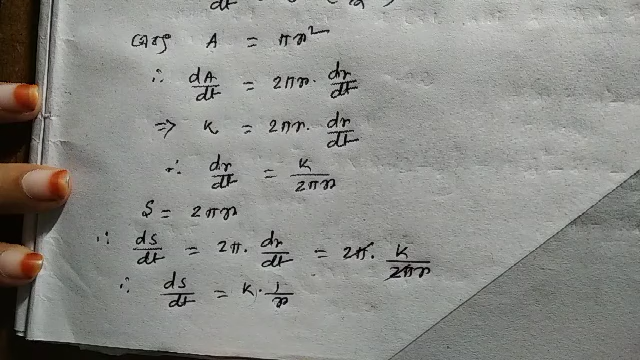 A = πr²
∴ dA/dt = 2πr · dr/dt
=> K = 2πr · dr/dt
∴ dr/dt = K/2πr
S = 2πr
∴ dS/dt = 2π · dr/dt = 2π · K/2πr
∴ dS/dt = K · 1/r